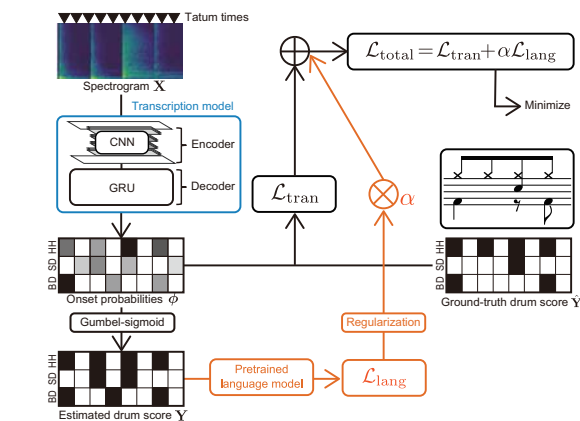 Tatum times
Spectrogram X
Transcription model
CNN
Encoder
GRU
Decoder
HH
SD
BD
Onset probabilities ϕ
Gumbel-sigmoid
HH
SD
BD
Estimated drum score Y
Pretrained
language model
ℒlang
Regularization
α
ℒtran
ℒtotal = ℒtran + αℒlang
Minimize
HH
SD
BD
Ground-truth drum score Ŷ